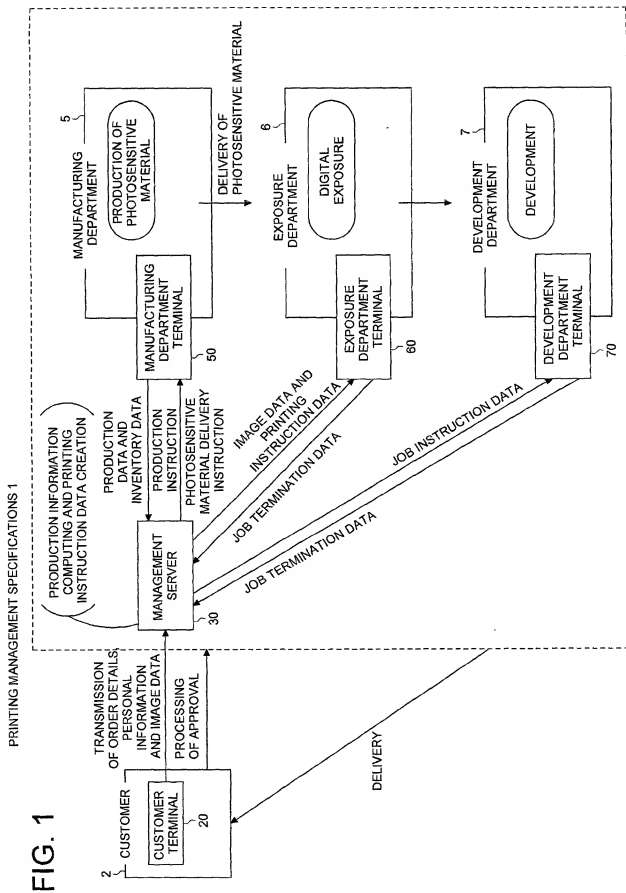 FIG. 1
PRINTING MANAGEMENT SPECIFICATIONS 1
2
CUSTOMER
CUSTOMER
TERMINAL
20
TRANSMISSION
OF ORDER DETAILS,
PERSONAL
INFORMATION
AND IMAGE DATA
PROCESSING
OF APPROVAL
DELIVERY
PRODUCTION INFORMATION
COMPUTING AND PRINTING
INSTRUCTION DATA CREATION
MANAGEMENT
SERVER
30
PRODUCTION
DATA AND
INVENTORY DATA
PRODUCTION
INSTRUCTION
PHOTOSENSITIVE
MATERIAL DELIVERY
INSTRUCTION
IMAGE DATA AND
PRINTING
INSTRUCTION DATA
JOB TERMINATION DATA
JOB INSTRUCTION DATA
JOB TERMINATION DATA
MANUFACTURING
DEPARTMENT
5
PRODUCTION OF
PHOTOSENSITIVE
MATERIAL
MANUFACTURING
DEPARTMENT
TERMINAL
50
DELIVERY OF
PHOTOSENSITIVE MATERIAL
EXPOSURE
DEPARTMENT
6
DIGITAL
EXPOSURE
EXPOSURE
DEPARTMENT
TERMINAL
60
DEVELOPMENT
DEPARTMENT
7
DEVELOPMENT
DEVELOPMENT
DEPARTMENT
TERMINAL
70